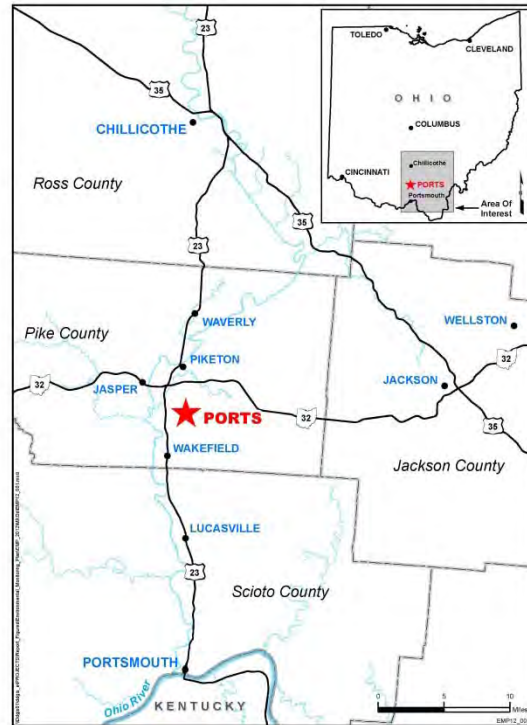 23
TOLEDO
CLEVELAND
35
OHIO
CHILLICOTHE
COLUMBUS
Ross County
Chillicothe
CINCINNATI
PORTS
Portsmouth
Area Of
Interest
35
23
WAVERLY
WELLSTON
Pike County
PIKETON
32
JASPER
JACKSON
32
PORTS
32
35
WAKEFIELD
Jackson County
LUCASVILLE
23
Scioto County
PORTSMOUTH
Ohio River
KENTUCKY
0 5 10
Miles